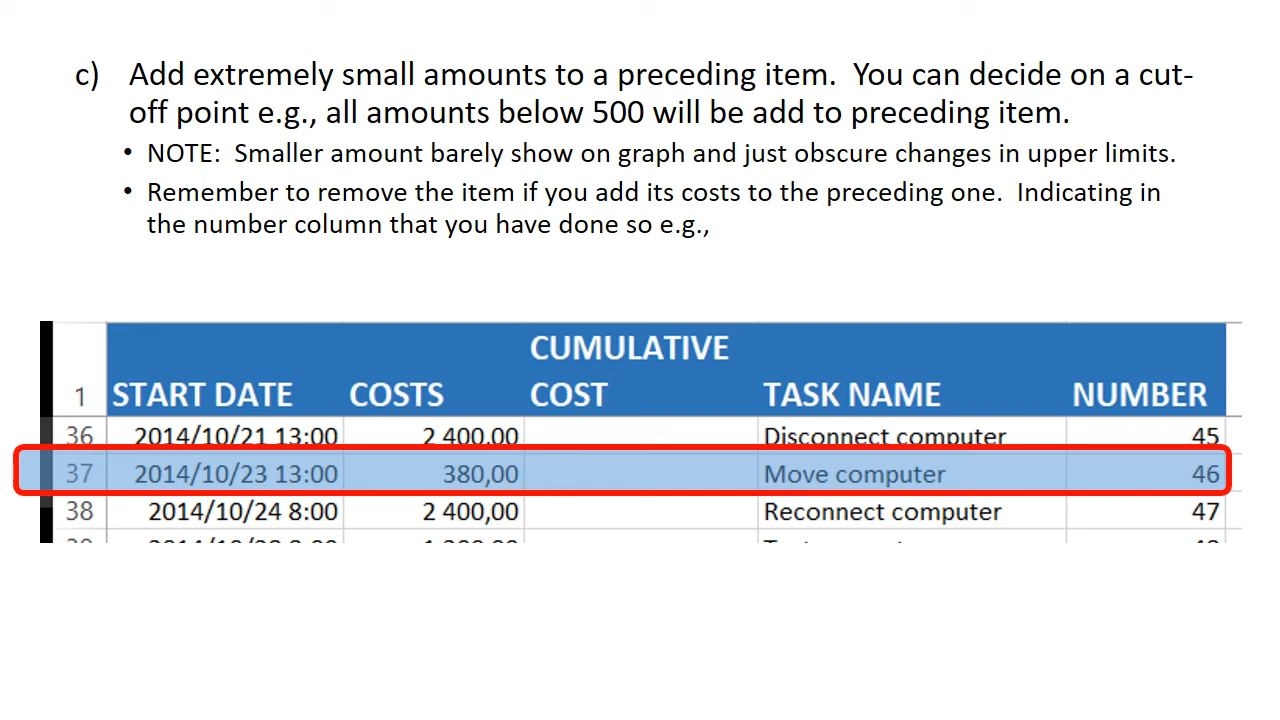 c) Add extremely small amounts to a preceding item. You can decide on a cut-
off point e.g., all amounts below 500 will be add to preceding item.
• NOTE: Smaller amount barely show on graph and just obscure changes in upper limits.
• Remember to remove the item if you add its costs to the preceding one. Indicating in
the number column that you have done so e.g.,
CUMULATIVE
1 START DATE COSTS COST TASK NAME NUMBER
36 2014/10/21 13:00 2 400,00 Disconnect computer 45
37 2014/10/23 13:00 380,00 Move computer 46
38 2014/10/24 8:00 2 400,00 Reconnect computer 47